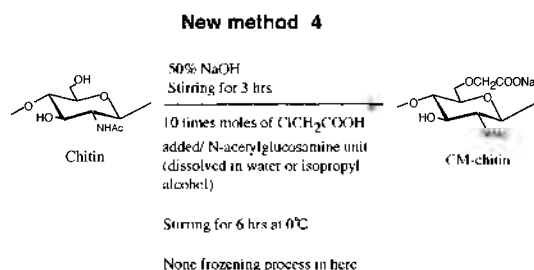 New method 4
50% NaOH
Stirring for 3 hrs
OH
O
O
HO
NHAc
Chitin
10 times moles of ClCH2COOH
added/ N-acerylglucosamine unit
(dissolved in water or isopropyl
alcohol)
OCH2COONa
O
O
HO
NHAc
CM-chitin
Stirring for 6 hrs at 0℃
None frozening process in here